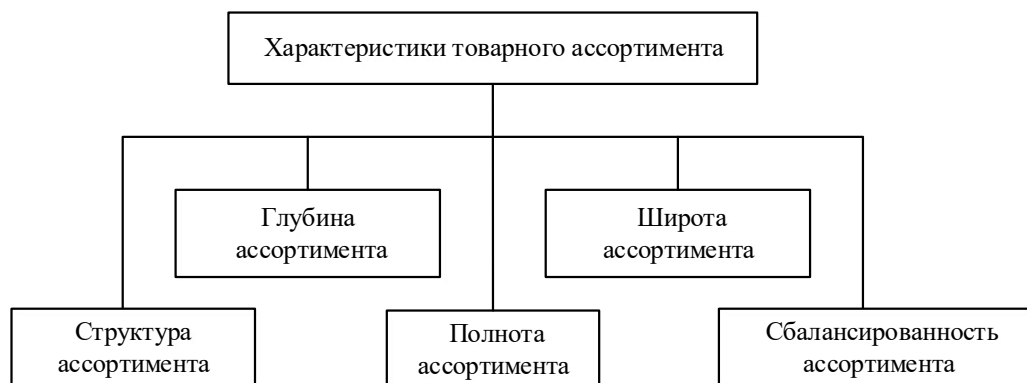 Характеристики товарного ассортимента
Глубина
ассортимента
Широта
ассортимента
Структура
ассортимента
Полнота
ассортимента
Сбалансированность
ассортимента